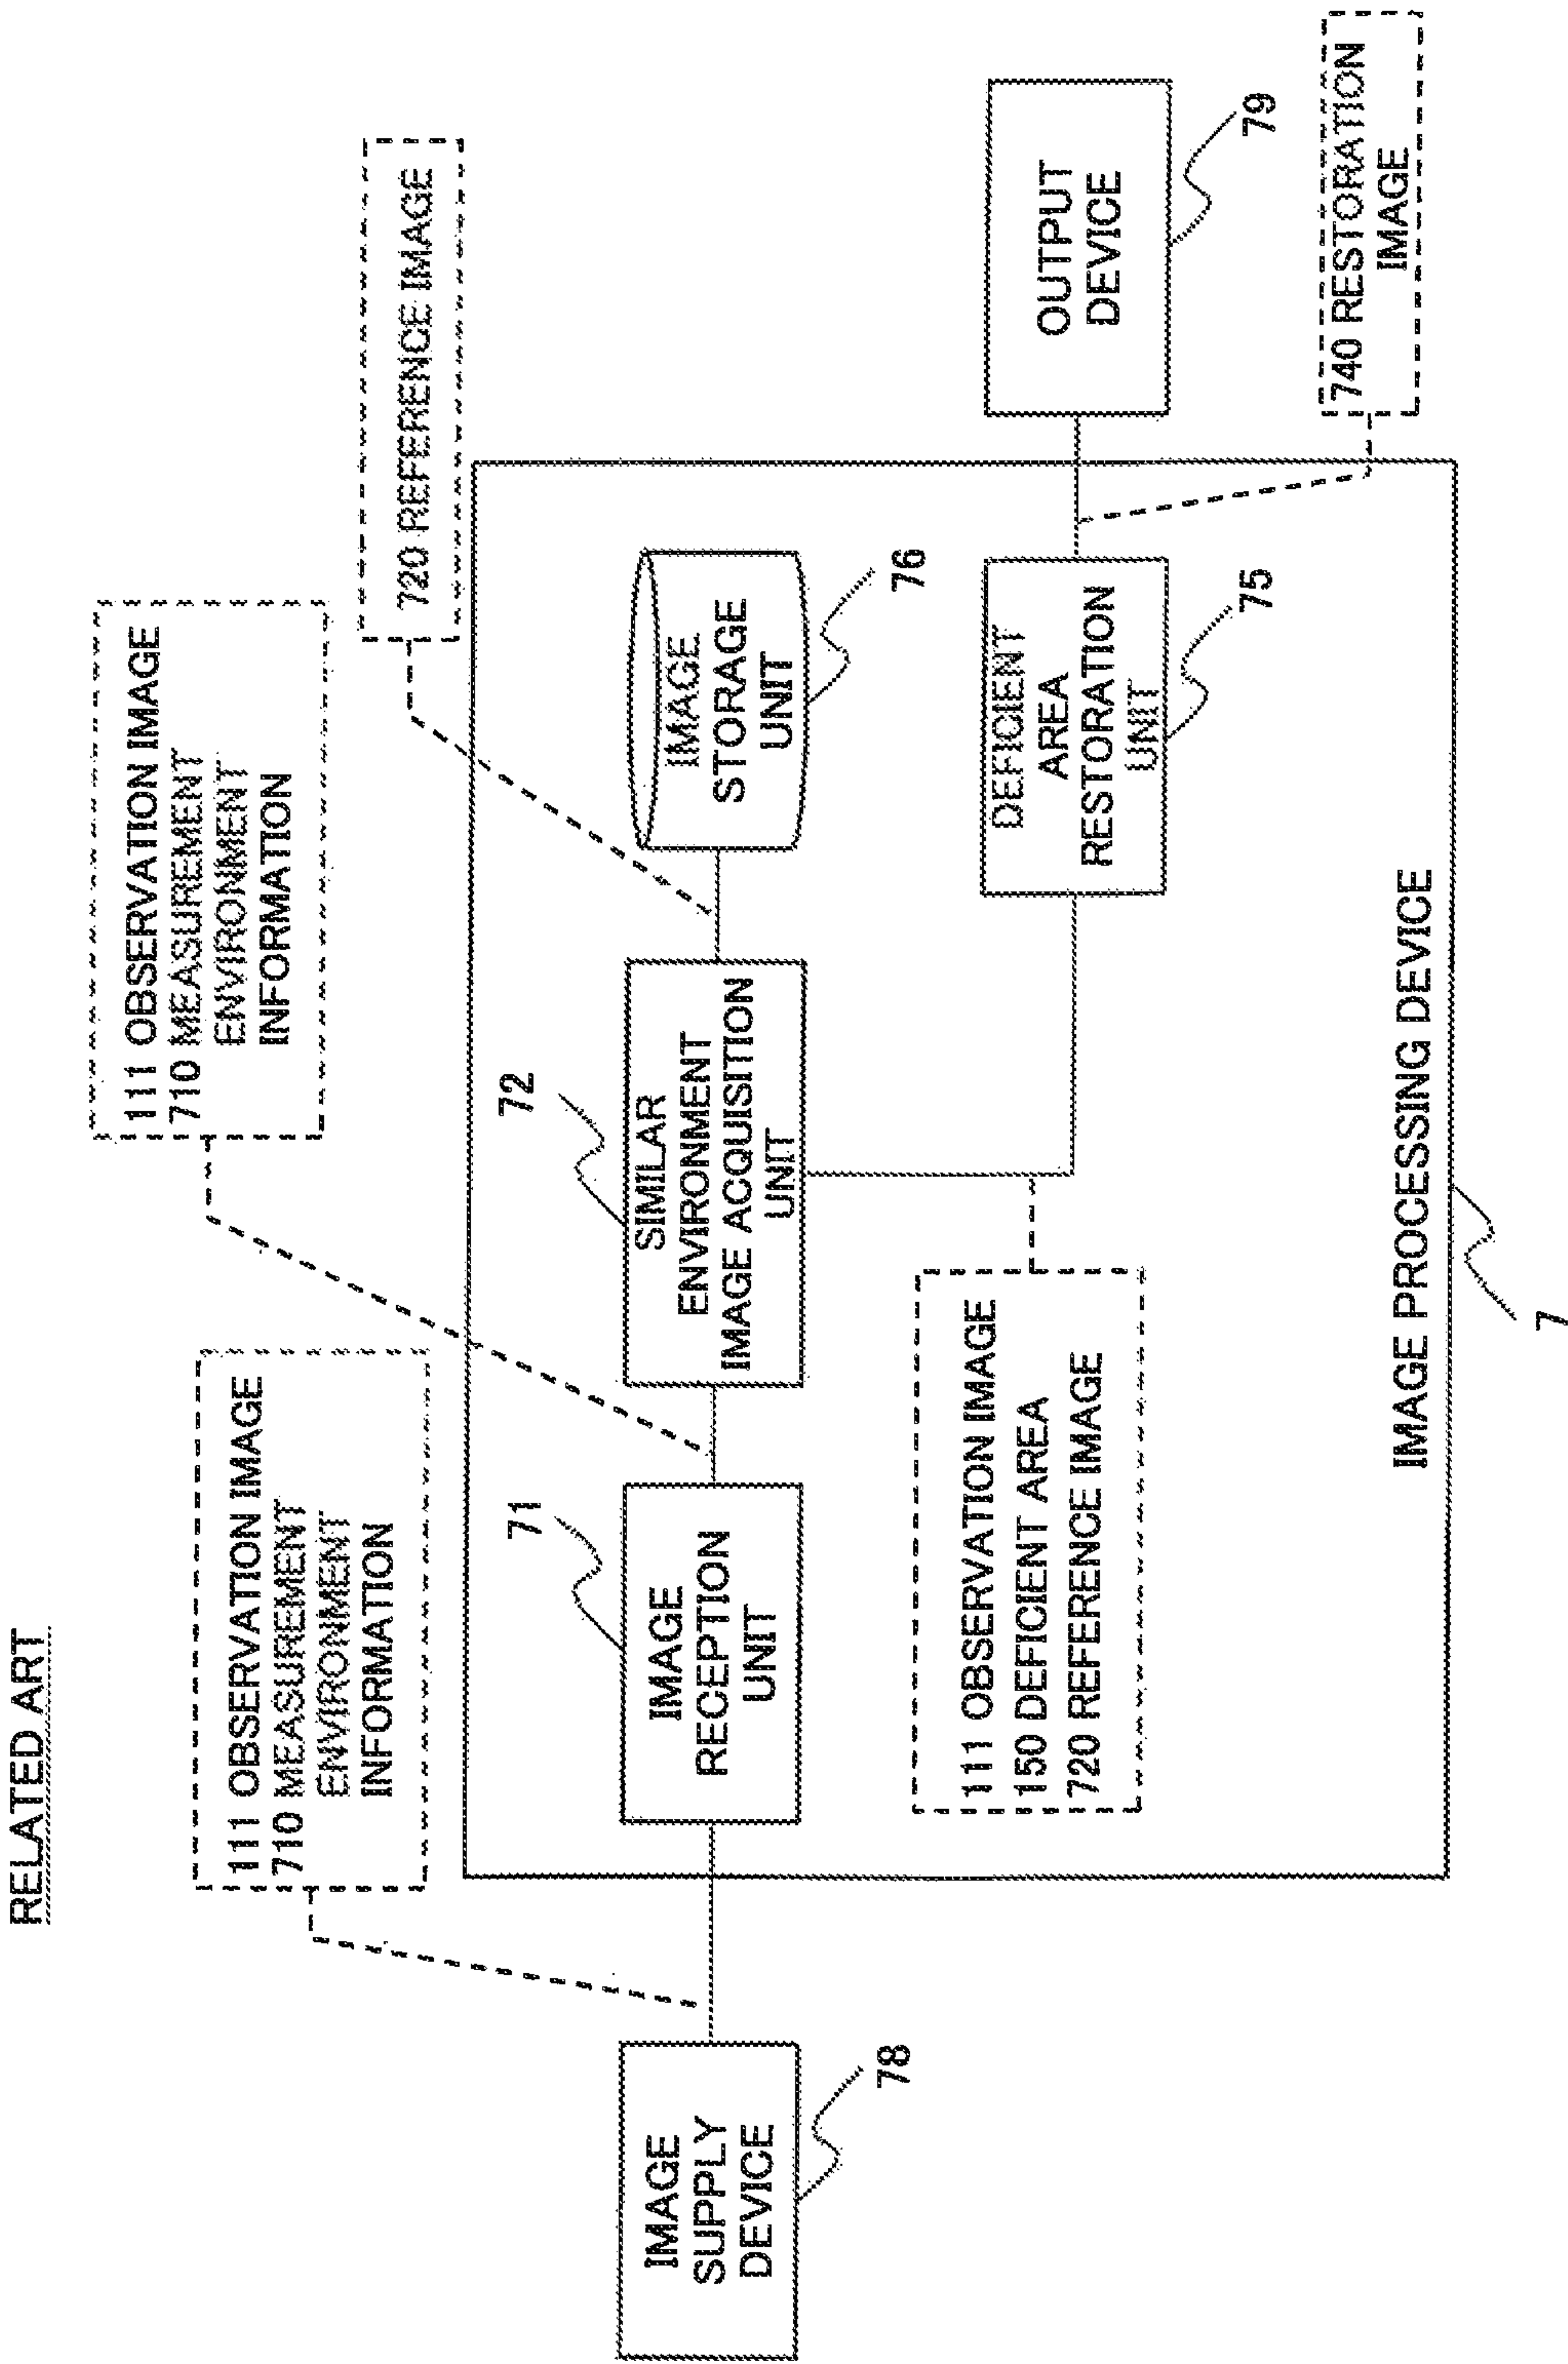 RELATED ART
111 OBSERVATION IMAGE
710 MEASUREMENT
ENVIRONMENT
INFORMATION
111 OBSERVATION IMAGE
710 MEASUREMENT
ENVIRONMENT
INFORMATION
720 REFERENCE IMAGE
IMAGE
SUPPLY
DEVICE
78
71
IMAGE
RECEPTION
UNIT
72
SIMILAR
ENVIRONMENT
IMAGE ACQUISITION
UNIT
IMAGE
STORAGE
UNIT
76
111 OBSERVATION IMAGE
150 DEFICIENT AREA
720 REFERENCE IMAGE
DEFICIENT
AREA
RESTORATION
UNIT
75
OUTPUT
DEVICE
79
740 RESTORATION
IMAGE
IMAGE PROCESSING DEVICE
7